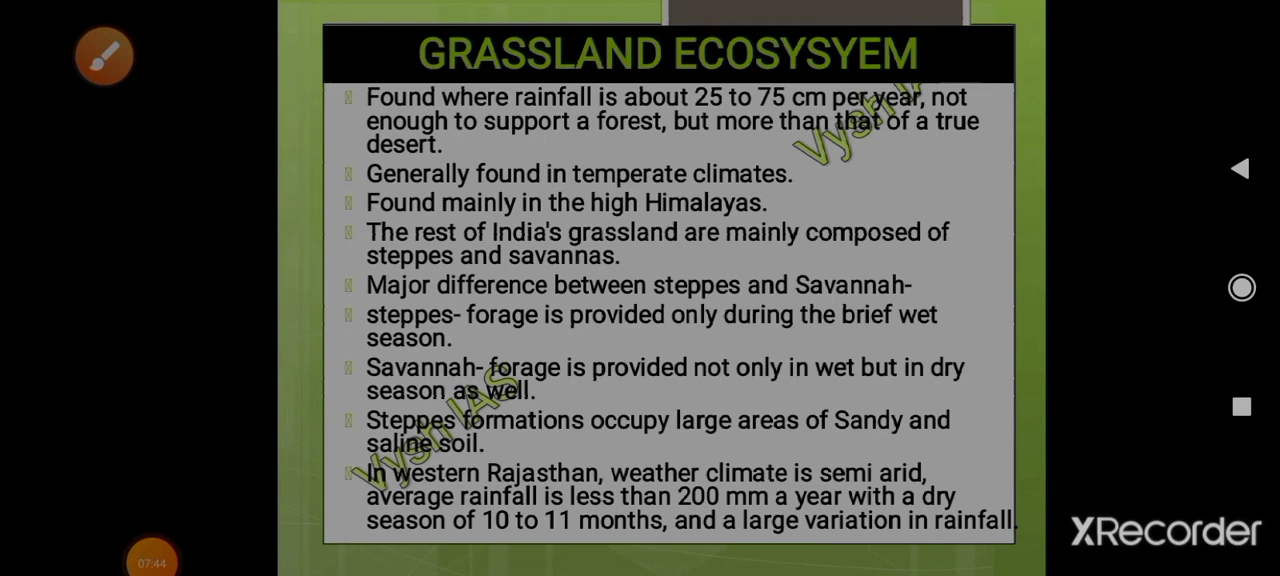 GRASSLAND ECOSYSYEM
Found where rainfall is about 25 to 75 cm per year, not
enough to support a forest, but more than that of a true
desert.
Generally found in temperate climates.
Found mainly in the high Himalayas.
The rest of India's grassland are mainly composed of
steppes and savannas.
Major difference between steppes and Savannah-
steppes- forage is provided only during the brief wet
season.
Savannah- forage is provided not only in wet but in dry
season as well.
Steppes formations occupy large areas of Sandy and
saline soil.
In western Rajasthan, weather climate is semi arid,
average rainfall is less than 200 mm a year with a dry
season of 10 to 11 months, and a large variation in rainfall.
Vysh IA
Vysh IAS
07:44
XRecorder